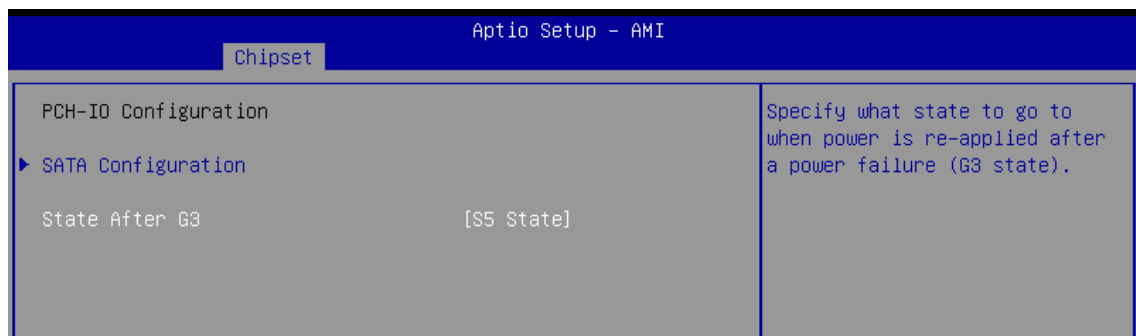 Aptio Setup – AMI
Chipset
PCH-IO Configuration
SATA Configuration
State After G3 [S5 State]
Specify what state to go to
when power is re-applied after
a power failure (G3 state).